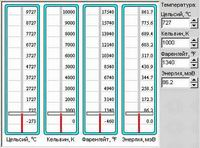 8727 10000 17540 861.7
8727 9000 15740 775.6
7727 8000 13940 689.4
6727 7000 12140 603.2
5727 6000 10340 517.0
4727 5000 8540 430.9
3727 4000 6740 344.7
2727 3000 4940 258.5
1727 2000 3140 172.3
727 1000 1340 86.2
-273 0 -460 0.0
Цельсий, °C Кельвин, K Фаренгейт, °F Энергия, мэВ
Температура:
Цельсий, °C
727
Кельвин, K
1000
Фаренгейт, °F
1340
Энергия, мэВ
86.2